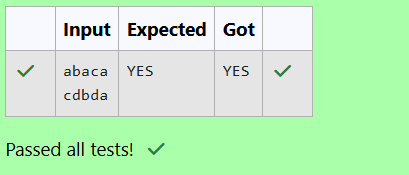 Input Expected Got
abaca YES YES
cdbda
Passed all tests!